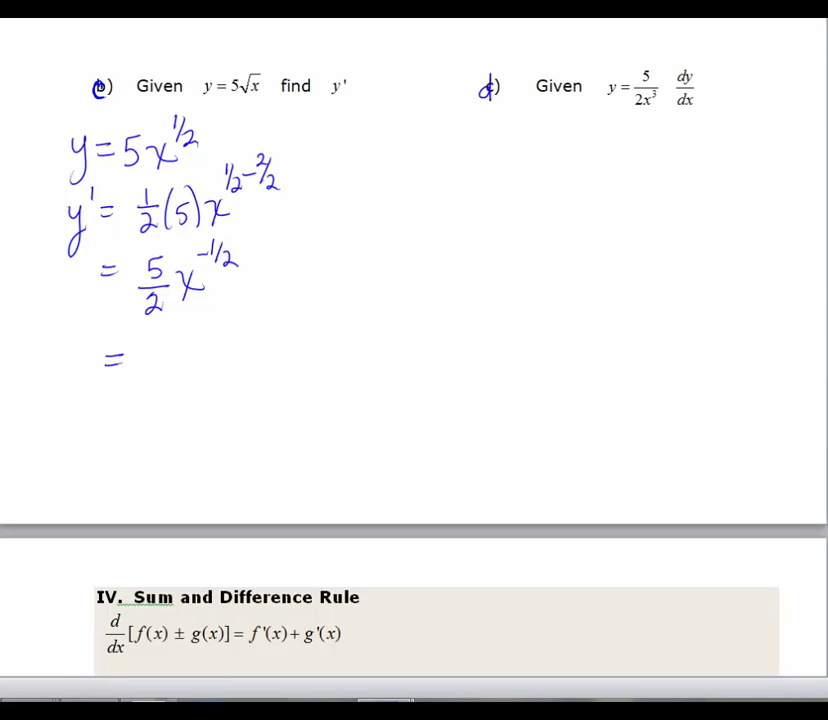 c) Given y = 5√x find y'
d) Given y = 5/2x³ dy/dx
y = 5x^1/2
y' = 1/2(5)x^1/2-2/2
= 5/2 x^-1/2
=
IV. Sum and Difference Rule
d/dx [f(x) ± g(x)] = f'(x) + g'(x)